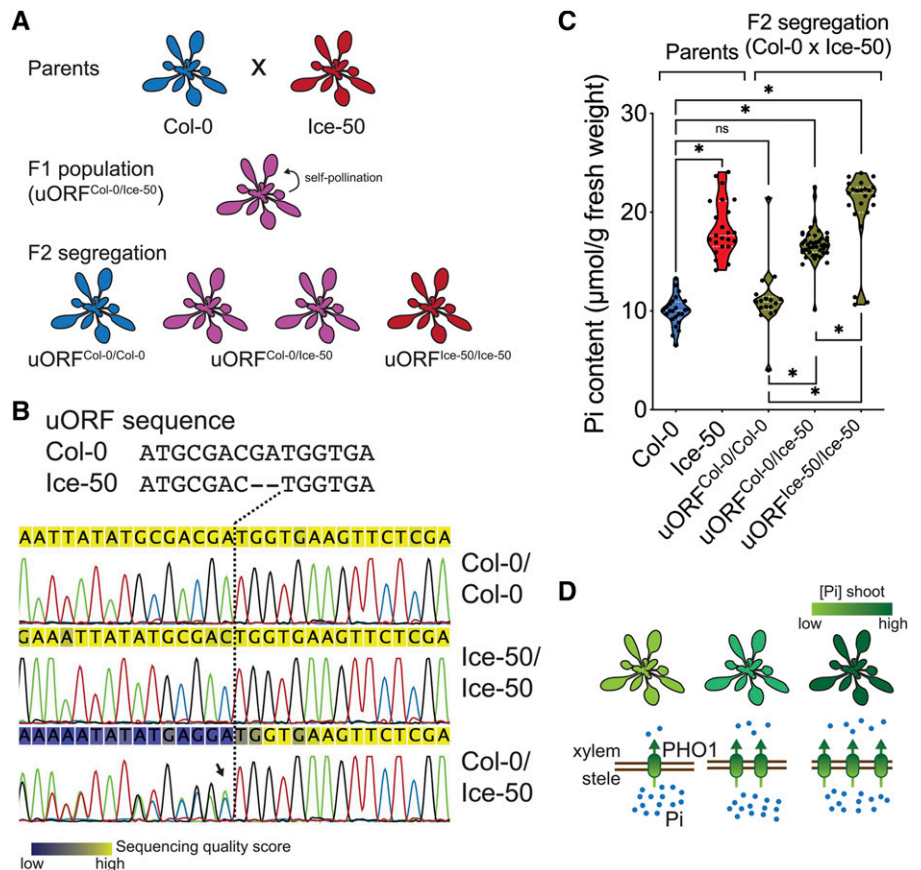 A
Parents
X
Col-0
Ice-50
F1 population
(uORF^Col-0/Ice-50)
self-pollination
F2 segregation
uORF^Col-0/Col-0
uORF^Col-0/Ice-50
uORF^Ice-50/Ice-50
B
uORF sequence
Col-0 ATGCGACGATGGTGA
Ice-50 ATGCGAC--TGGTGA
AATTATATGCGACGATGGTGAAGTTCTCGA
Col-0/
Col-0
GAAATTATATGCGACTGGTGAAGTTCTCGA
Ice-50/
Ice-50
AAAAATATATGAGGATGGTGAAGTTCTCGA
Col-0/
Ice-50
Sequencing quality score
low
high
C
F2 segregation
Parents (Col-0 x Ice-50)
*
*
ns
*
*
*
Pi content (µmol/g fresh weight)
30
20
10
0
Col-0
Ice-50
uORF^Col-0/Col-0
uORF^Col-0/Ice-50
uORF^Ice-50/Ice-50
D
[Pi] shoot
low
high
PHO1
xylem
stele
Pi